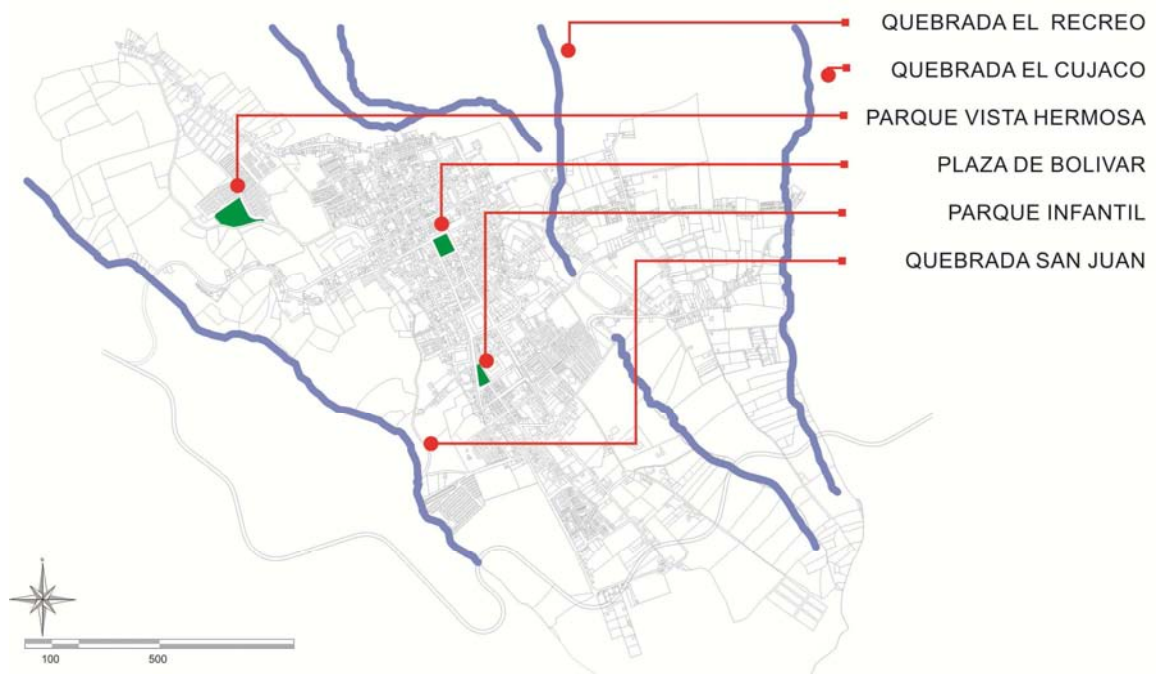 QUEBRADA EL RECREO
QUEBRADA EL CUJACO
PARQUE VISTA HERMOSA
PLAZA DE BOLIVAR
PARQUE INFANTIL
QUEBRADA SAN JUAN
100 500